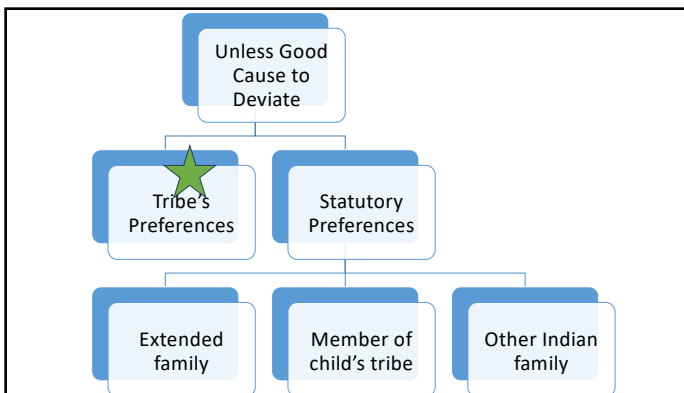 Unless Good
Cause to
Deviate
Tribe's
Preferences
Statutory
Preferences
Extended
family
Member of
child’s tribe
Other Indian
family